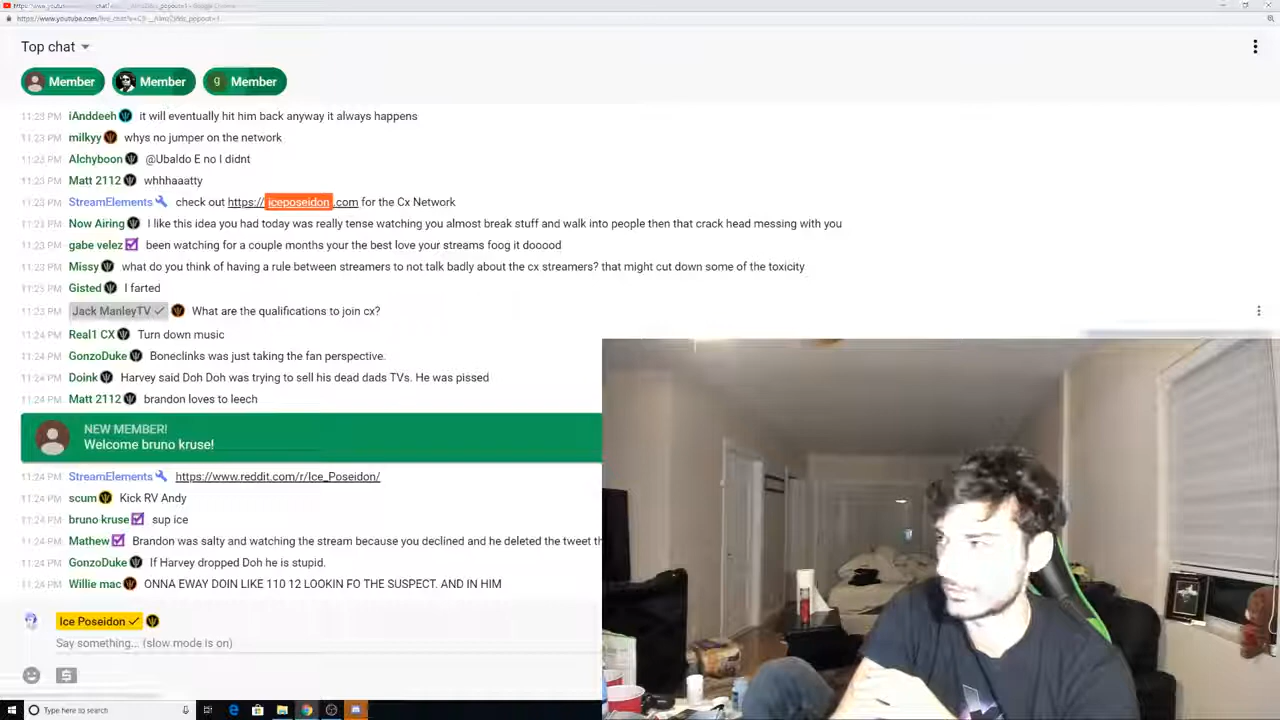 Top chat
Member Member g Member
11:23 PM iAnddeeh it will eventually hit him back anyway it always happens
11:23 PM milkyy whys no jumper on the network
11:23 PM Alchyboon @Ubaldo E no I didnt
11:23 PM Matt 2112 whhhaaatty
11:23 PM StreamElements check out https://iceposeidon.com for the Cx Network
11:23 PM Now Airing I like this idea you had today was really tense watching you almost break stuff and walk into people then that crack head messing with you
11:23 PM gabe velez been watching for a couple months your the best love your streams foog it dooood
11:23 PM Missy what do you think of having a rule between streamers to not talk badly about the cx streamers? that might cut down some of the toxicity
11:23 PM Gisted I farted
11:23 PM Jack ManleyTV What are the qualifications to join cx?
11:24 PM Real1 CX Turn down music
11:24 PM GonzoDuke Boneclinks was just taking the fan perspective.
11:24 PM Doink Harvey said Doh Doh was trying to sell his dead dads TVs. He was pissed
11:24 PM Matt 2112 brandon loves to leech
NEW MEMBER!
Welcome bruno kruse!
11:24 PM StreamElements https://www.reddit.com/r/Ice_Poseidon/
11:24 PM scum Kick RV Andy
11:24 PM bruno kruse sup ice
11:24 PM Mathew Brandon was salty and watching the stream because you declined and he deleted the tweet th
11:24 PM GonzoDuke If Harvey dropped Doh he is stupid.
11:24 PM Willie mac ONNA EWAY DOIN LIKE 110 12 LOOKIN FO THE SUSPECT. AND IN HIM
Ice Poseidon
Say something... (slow mode is on)
Type here to search